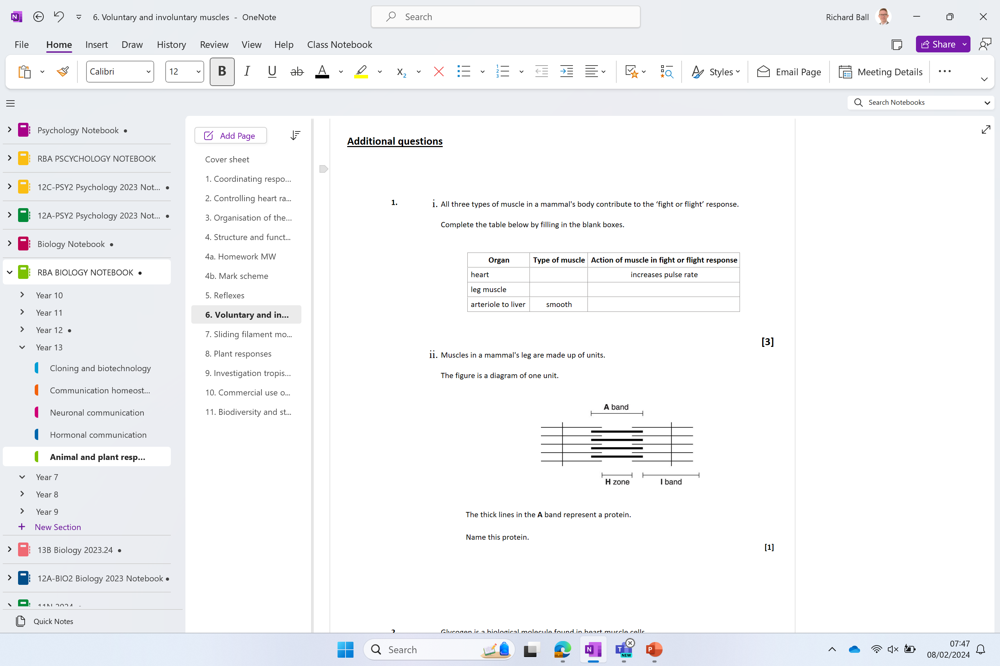 6. Voluntary and involuntary muscles - OneNote
Search
Richard Ball
File Home Insert Draw History Review View Help Class Notebook
Share
Calibri 12 B I U ab A X2 Styles Email Page Meeting Details
Search Notebooks
Psychology Notebook
RBA PSCYCHOLOGY NOTEBOOK
12C-PSY2 Psychology 2023 Not...
12A-PSY2 Psychology 2023 Not...
Biology Notebook
RBA BIOLOGY NOTEBOOK
Year 10
Year 11
Year 12
Year 13
Cloning and biotechnology
Communication homeost...
Neuronal communication
Hormonal communication
Animal and plant resp...
Year 7
Year 8
Year 9
New Section
13B Biology 2023.24
12A-BIO2 Biology 2023 Notebook
11N 2024
Quick Notes
Add Page
Cover sheet
1. Coordinating respo...
2. Controlling heart ra...
3. Organisation of the...
4. Structure and funct...
4a. Homework MW
4b. Mark scheme
5. Reflexes
6. Voluntary and in...
7. Sliding filament mo...
8. Plant responses
9. Investigation tropis...
10. Commercial use o...
11. Biodiversity and st...
Additional questions
1. i. All three types of muscle in a mammal's body contribute to the ‘fight or flight’ response.
Complete the table below by filling in the blank boxes.
Organ Type of muscle Action of muscle in fight or flight response
heart increases pulse rate
leg muscle
arteriole to liver smooth
[3]
ii. Muscles in a mammal's leg are made up of units.
The figure is a diagram of one unit.
A band
H zone I band
The thick lines in the A band represent a protein.
Name this protein.
[1]
2. Glycogen is a biological molecule found in heart muscle cells
Search
NEW
07:47
08/02/2024